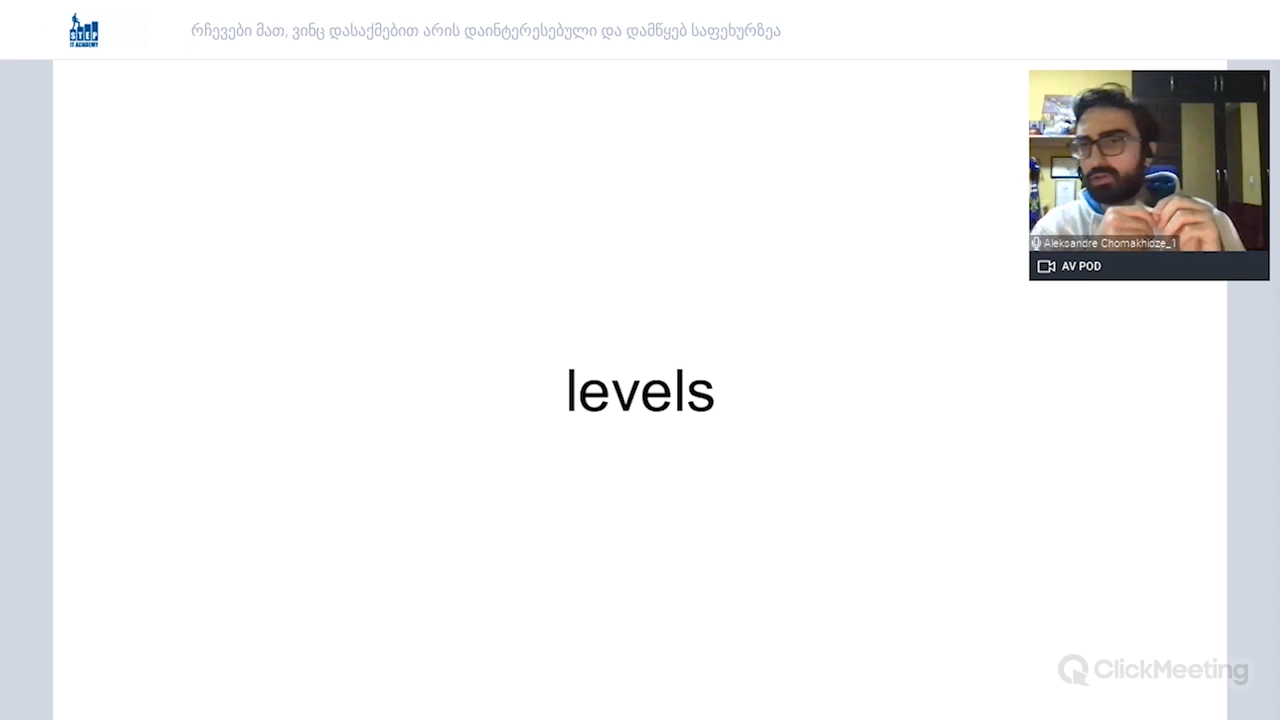 STEP
IT ACADEMY
რჩევები მათ, ვინც დასაქმებით არის დაინტერესებული და დამწყებ საფეხურზეა
Aleksandre Chomakhidze_1
AV POD
levels
ClickMeeting